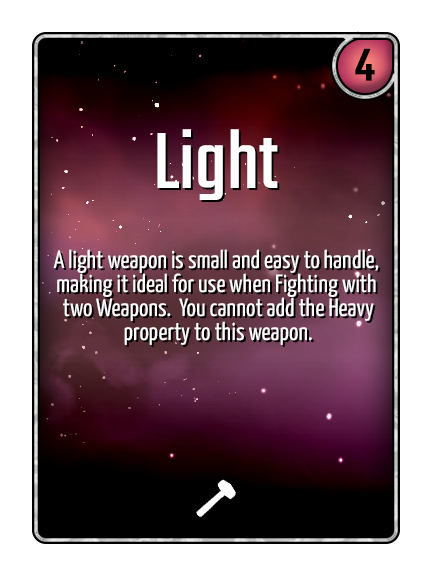 4
Light
A light weapon is small and easy to handle,
making it ideal for use when Fighting with
two Weapons.  You cannot add the Heavy
property to this weapon.